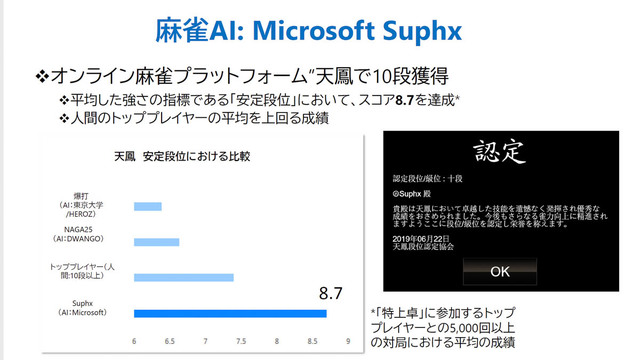 麻雀AI: Microsoft Suphx
❖オンライン麻雀プラットフォーム”天鳳で10段獲得
❖平均した強さの指標である「安定段位」において、スコア8.7を達成*
❖人間のトッププレイヤーの平均を上回る成績
天鳳 安定段位における比較
爆打
(AI:東京大学
/HEROZ)
NAGA25
(AI:DWANGO)
トッププレイヤー(人
間:10段以上)
Suphx
(AI:Microsoft)
8.7
6 6.5 7 7.5 8 8.5 9
認定
認定段位/級位:十段
@Suphx 殿
貴殿は天鳳において卓越した技能を遺憾なく発揮され優秀な
成績をおさめられました。今後もさらなる雀力向上に精進され
ますようここに段位/級位を認定し栄誉を称えます。
2019年06月22日
天鳳段位認定協会
OK
*「特上卓」に参加するトップ
プレイヤーとの5,000回以上
の対局における平均の成績